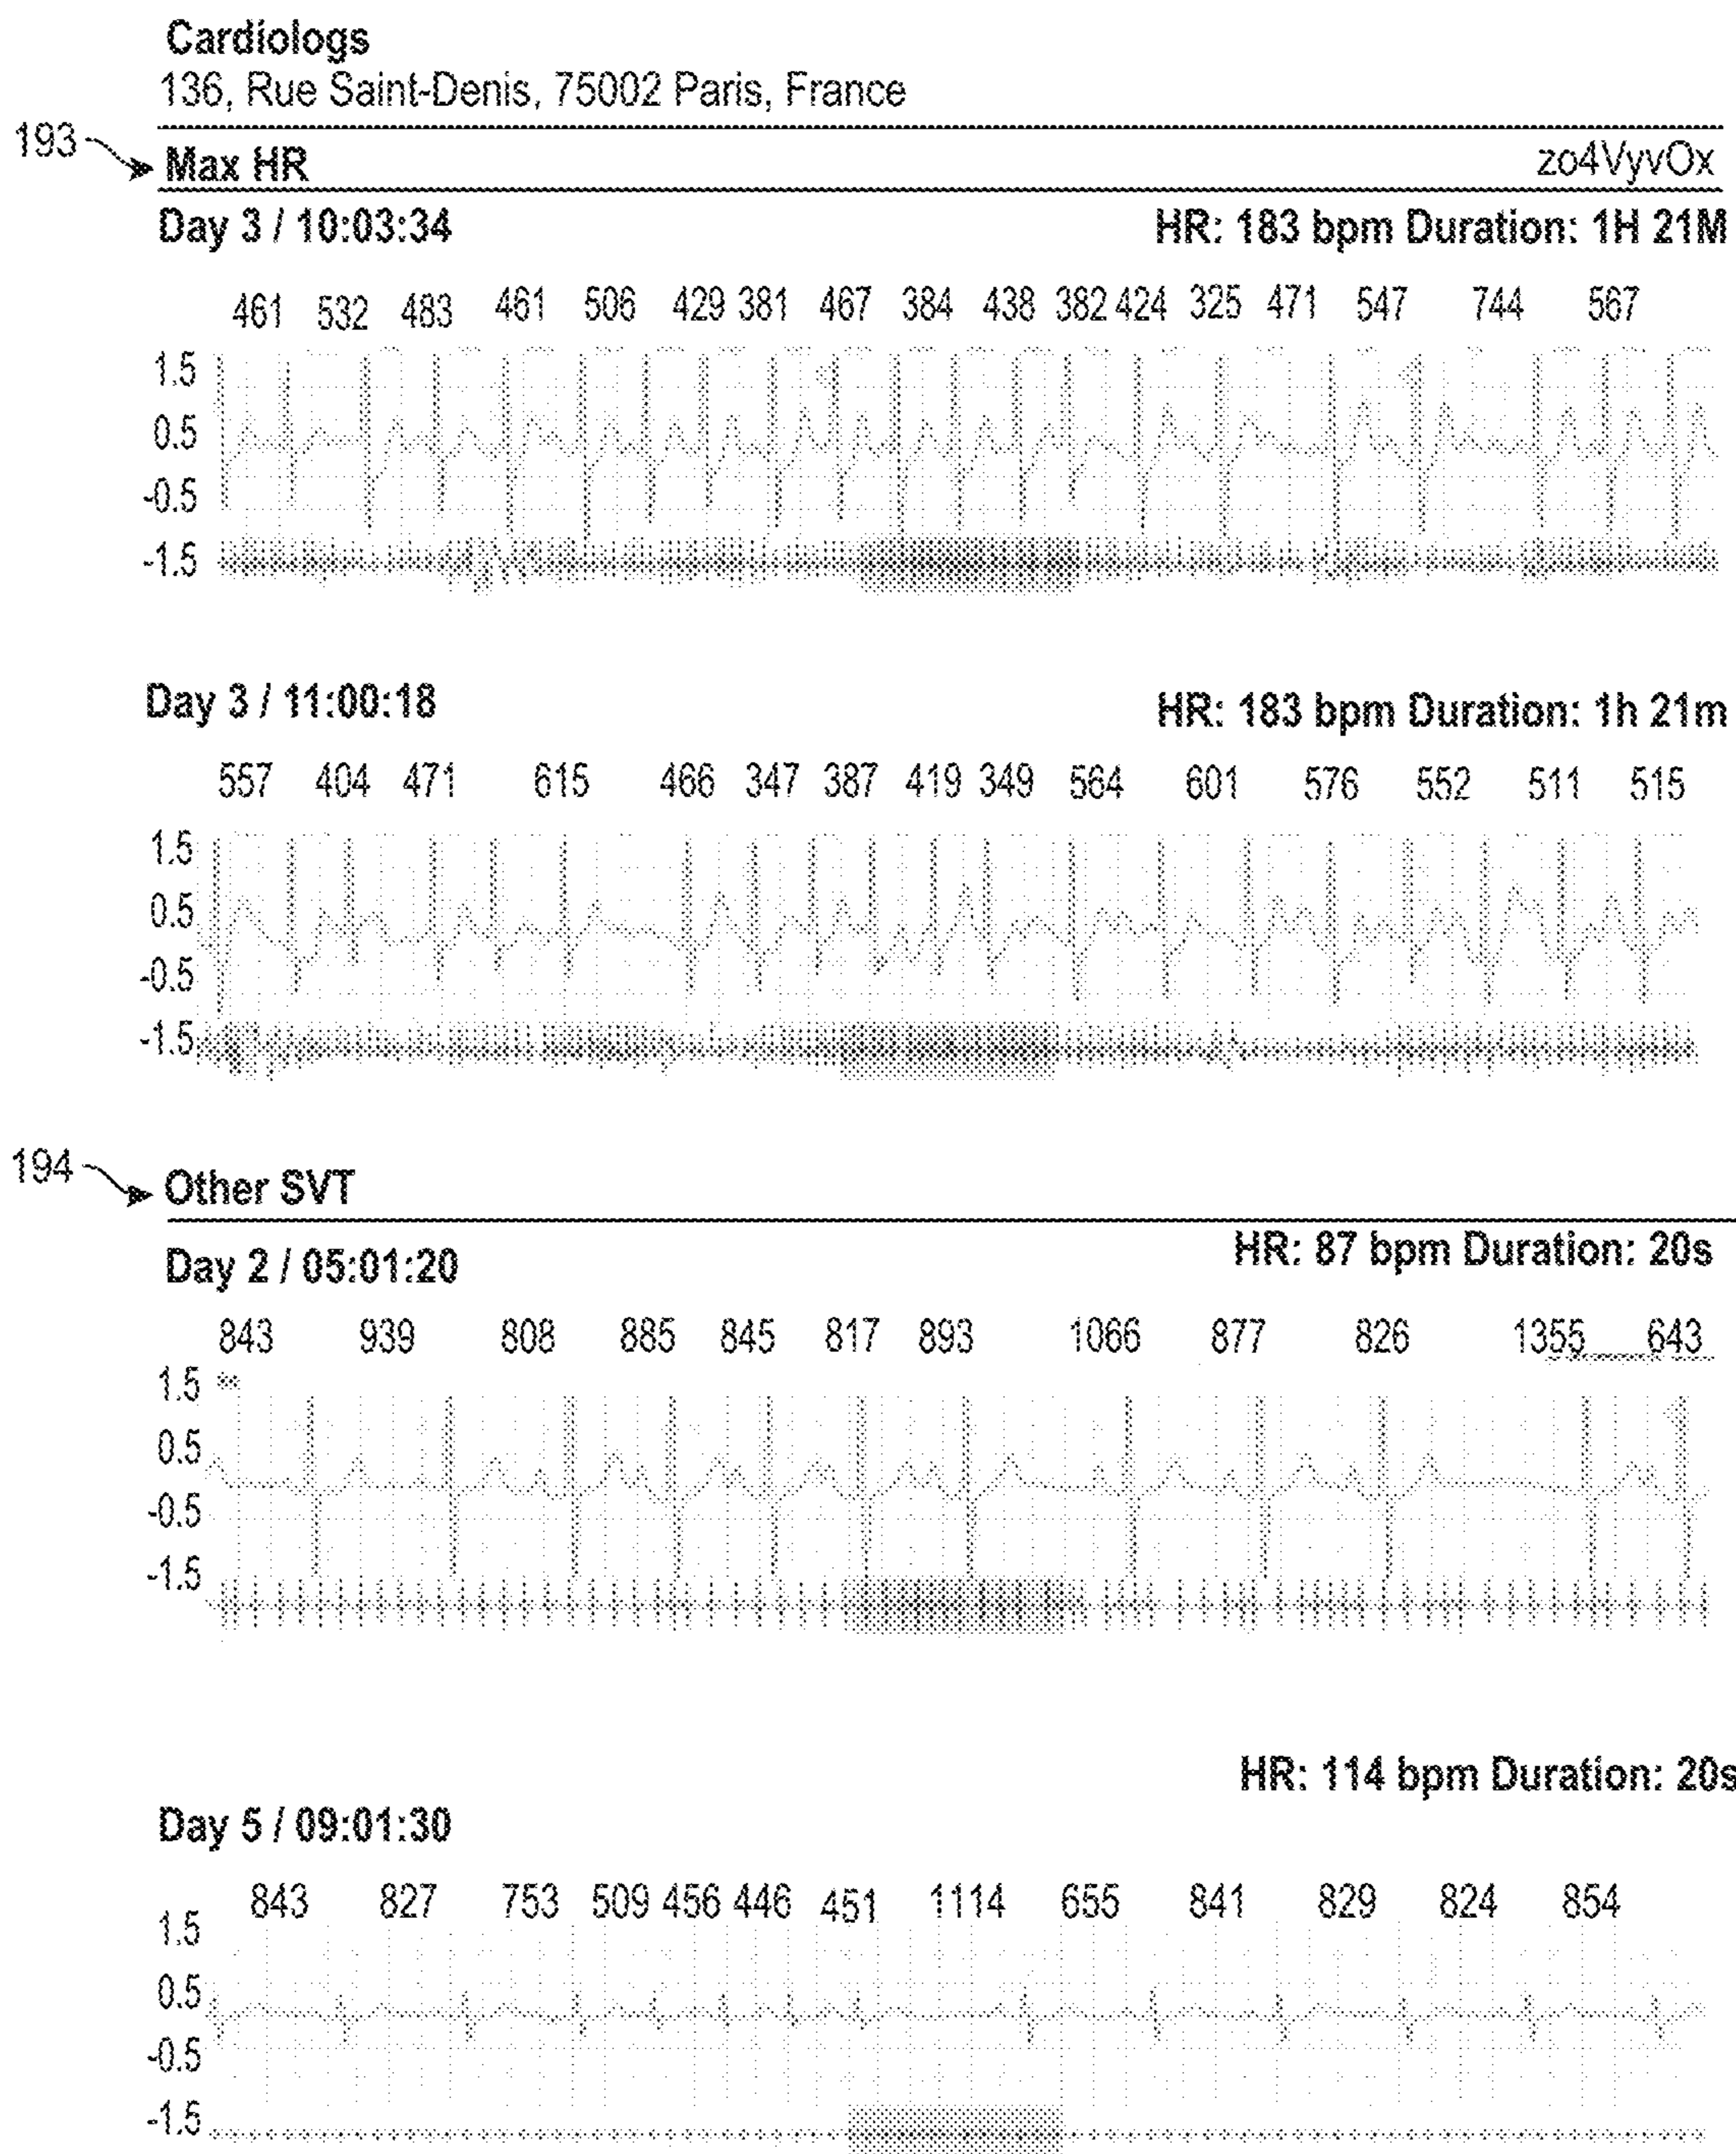 Cardiologs
136, Rue Saint-Denis, 75002 Paris, France
193
Max HR zo4VyvOx
Day 3 / 10:03:34 HR: 183 bpm Duration: 1H 21M
461 532 483 461 506 429 381 467 384 438 382 424 325 471 547 744 567
1.5
0.5
-0.5
-1.5
Day 3 / 11:00:18 HR: 183 bpm Duration: 1h 21m
557 404 471 615 466 347 387 419 349 564 601 576 552 511 515
1.5
0.5
-0.5
-1.5
194
Other SVT
Day 2 / 05:01:20 HR: 87 bpm Duration: 20s
843 939 808 885 845 817 893 1066 877 826 1355 643
1.5
0.5
-0.5
-1.5
HR: 114 bpm Duration: 20s
Day 5 / 09:01:30
843 827 753 509 456 446 451 1114 655 841 829 824 854
1.5
0.5
-0.5
-1.5